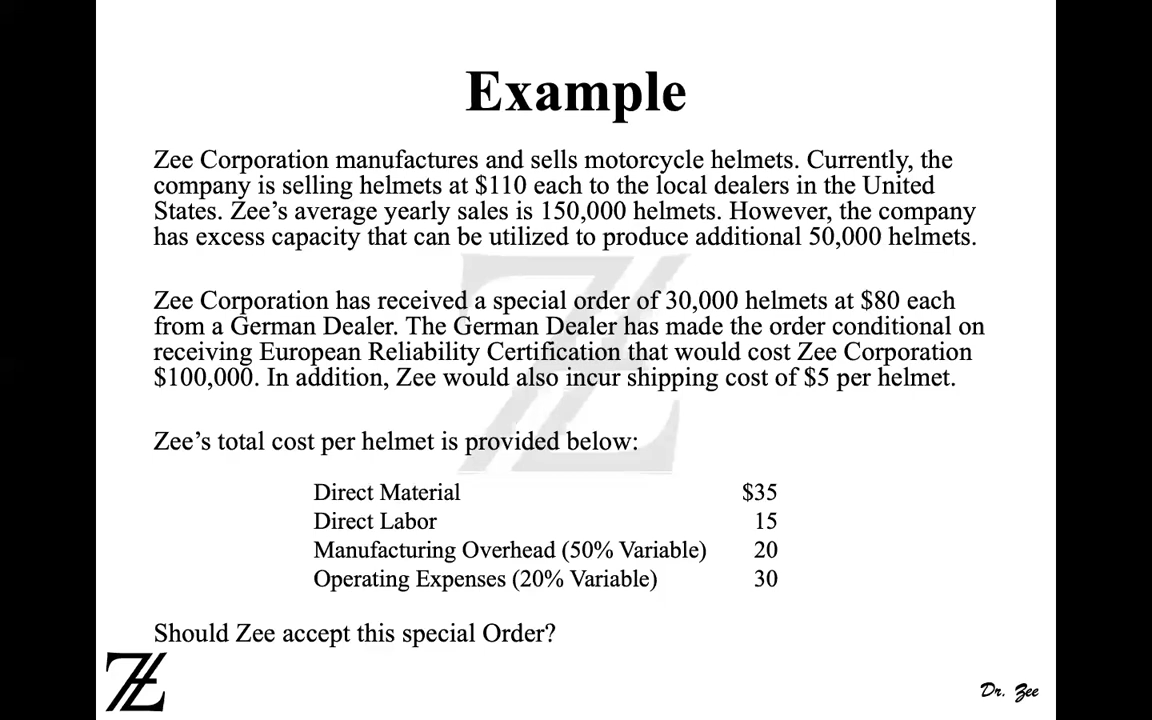 Example
Zee Corporation manufactures and sells motorcycle helmets. Currently, the
company is selling helmets at $110 each to the local dealers in the United
States. Zee's average yearly sales is 150,000 helmets. However, the company
has excess capacity that can be utilized to produce additional 50,000 helmets.
Zee Corporation has received a special order of 30,000 helmets at $80 each
from a German Dealer. The German Dealer has made the order conditional on
receiving European Reliability Certification that would cost Zee Corporation
$100,000. In addition, Zee would also incur shipping cost of $5 per helmet.
Zee's total cost per helmet is provided below:
Direct Material $35
Direct Labor 15
Manufacturing Overhead (50% Variable) 20
Operating Expenses (20% Variable) 30
Should Zee accept this special Order?
Dr. Zee